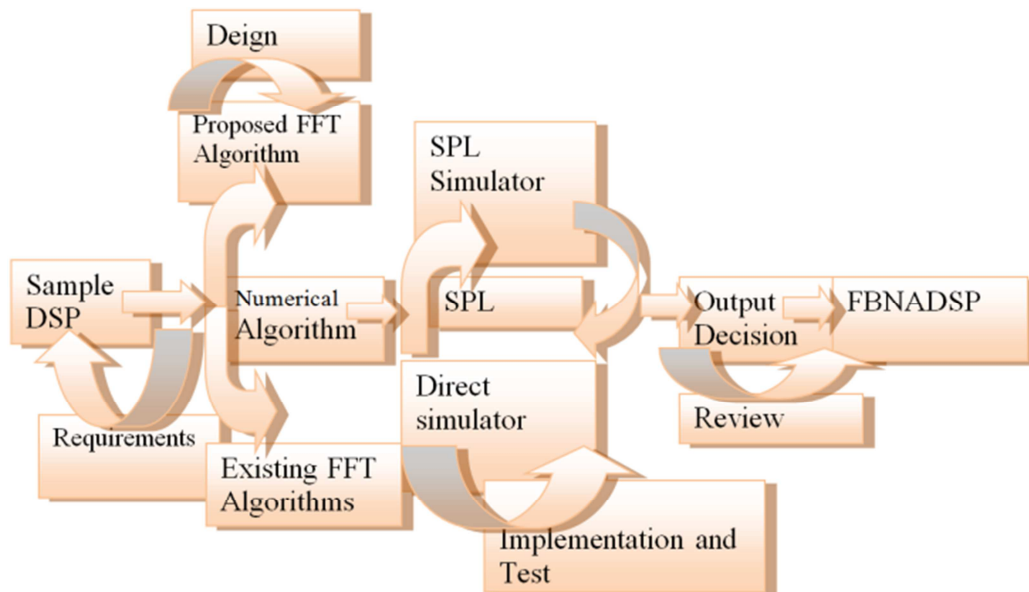 Deign
Proposed FFT
Algorithm
SPL
Simulator
Sample
DSP
Numerical
Algorithm
SPL
Output
Decision
FBNADSP
Direct
simulator
Requirements
Review
Existing FFT
Algorithms
Implementation and
Test